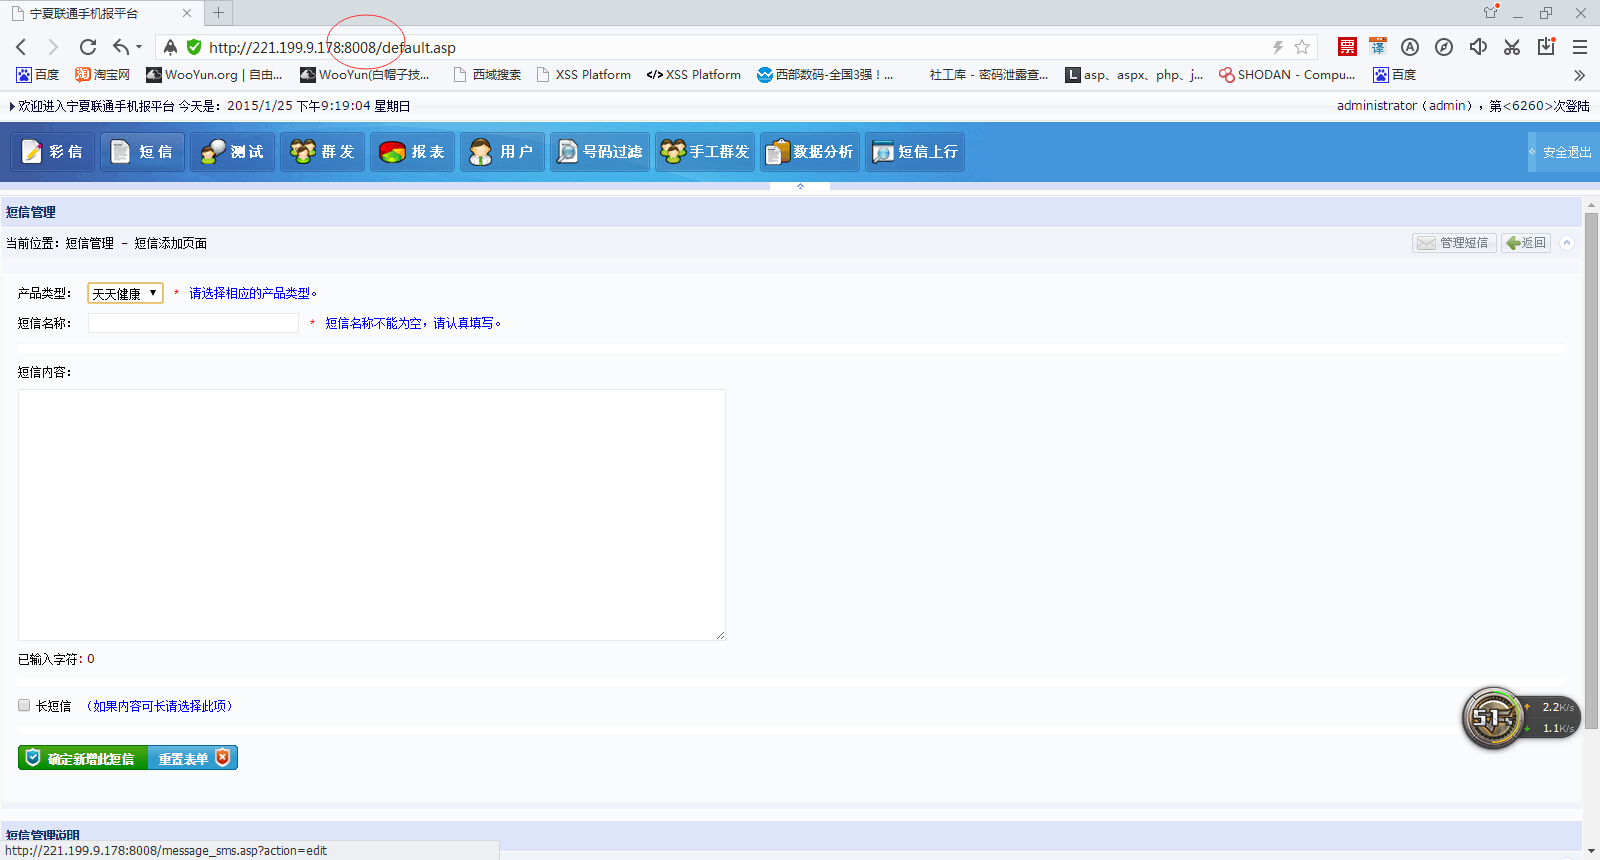 宁夏联通手机报平台
http://221.199.9.178:8008/default.asp
票 译
百度 淘宝网 WooYun.org | 自由... WooYun(白帽子技... 西域搜索 XSS Platform </> XSS Platform 西部数码-全国3强！... 社工库 - 密码泄露查... L asp、aspx、php、j... SHODAN - Compu... 百度
欢迎进入宁夏联通手机报平台 今天是：2015/1/25 下午9:19:04 星期日 administrator（admin），第<6260>次登陆
彩 信 短 信 测 试 群 发 报 表 用 户 号码过滤 手工群发 数据分析 短信上行 安全退出
短信管理
当前位置：短信管理 - 短信添加页面 管理短信 返回
产品类型： 天天健康 * 请选择相应的产品类型。
短信名称： * 短信名称不能为空，请认真填写。
短信内容：
已输入字符：0
长短信 （如果内容可长请选择此项）
51 2.2K/s
1.1K/s
确定新增此短信 重置表单
短信管理说明
http://221.199.9.178:8008/message_sms.asp?action=edit